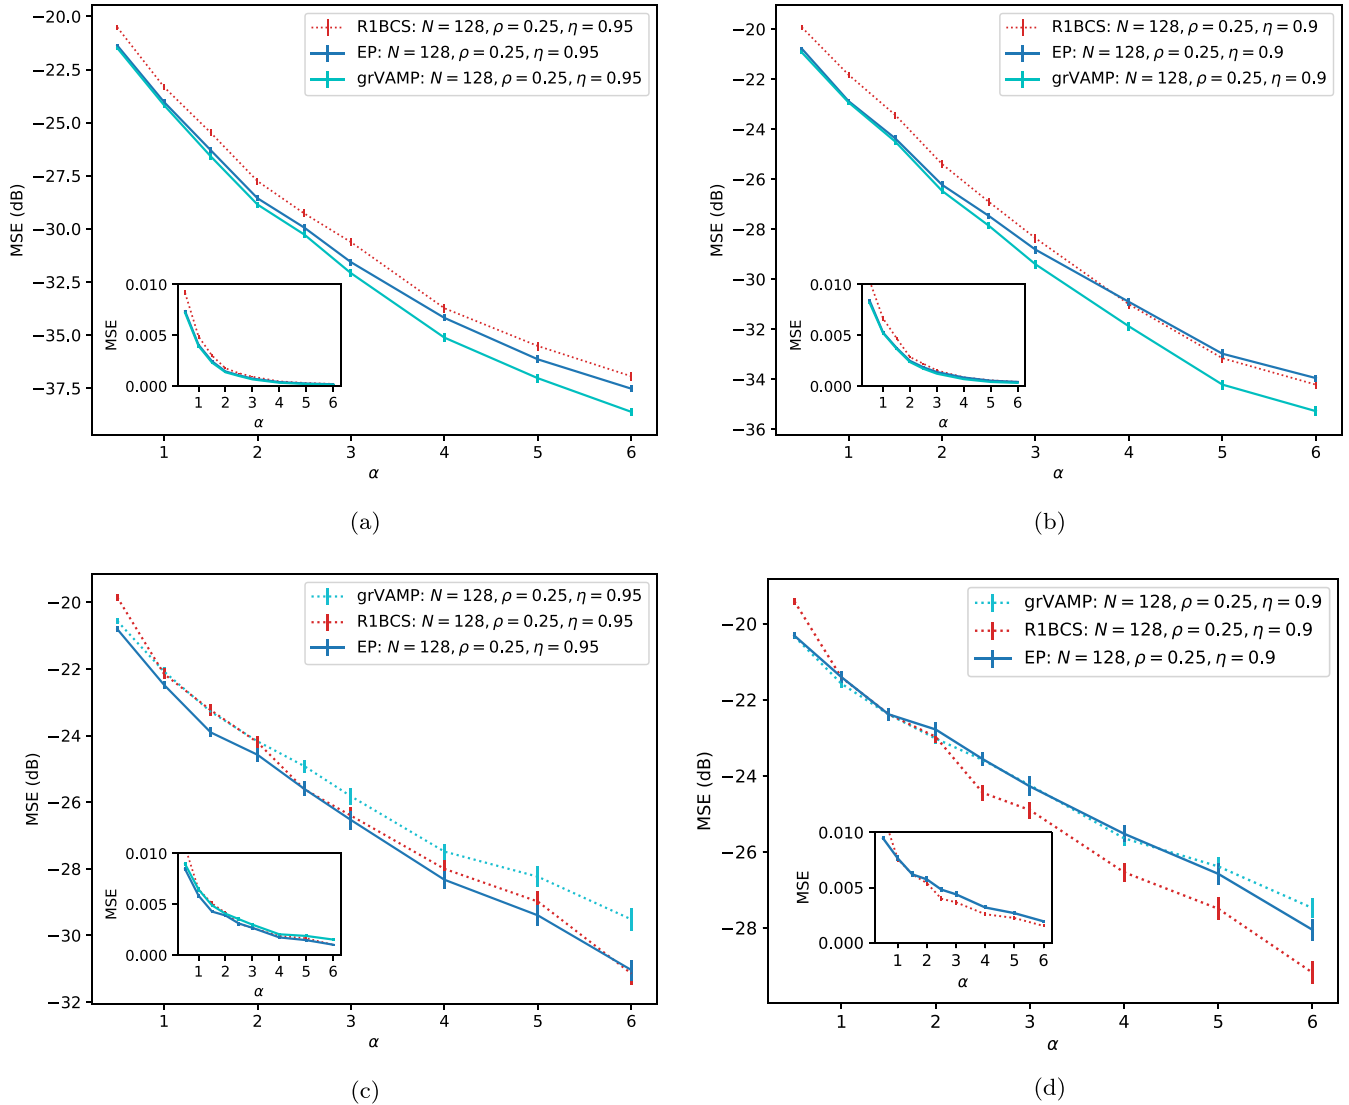 R1BCS: N = 128, ρ = 0.25, η = 0.95
EP: N = 128, ρ = 0.25, η = 0.95
grVAMP: N = 128, ρ = 0.25, η = 0.95
−20.0
−22.5
−25.0
−27.5
−30.0
−32.5
−35.0
−37.5
MSE (dB)
1 2 3 4 5 6
α
0.010
0.005
0.000
MSE
1 2 3 4 5 6
α
(a)
R1BCS: N = 128, ρ = 0.25, η = 0.9
EP: N = 128, ρ = 0.25, η = 0.9
grVAMP: N = 128, ρ = 0.25, η = 0.9
−20
−22
−24
−26
−28
−30
−32
−34
−36
MSE (dB)
1 2 3 4 5 6
α
0.010
0.005
0.000
MSE
1 2 3 4 5 6
α
(b)
grVAMP: N = 128, ρ = 0.25, η = 0.95
R1BCS: N = 128, ρ = 0.25, η = 0.95
EP: N = 128, ρ = 0.25, η = 0.95
−20
−22
−24
−26
−28
−30
−32
MSE (dB)
1 2 3 4 5 6
α
0.010
0.005
0.000
MSE
1 2 3 4 5 6
α
(c)
grVAMP: N = 128, ρ = 0.25, η = 0.9
R1BCS: N = 128, ρ = 0.25, η = 0.9
EP: N = 128, ρ = 0.25, η = 0.9
−20
−22
−24
−26
−28
MSE (dB)
1 2 3 4 5 6
α
0.010
0.005
0.000
MSE
1 2 3 4 5 6
α
(d)